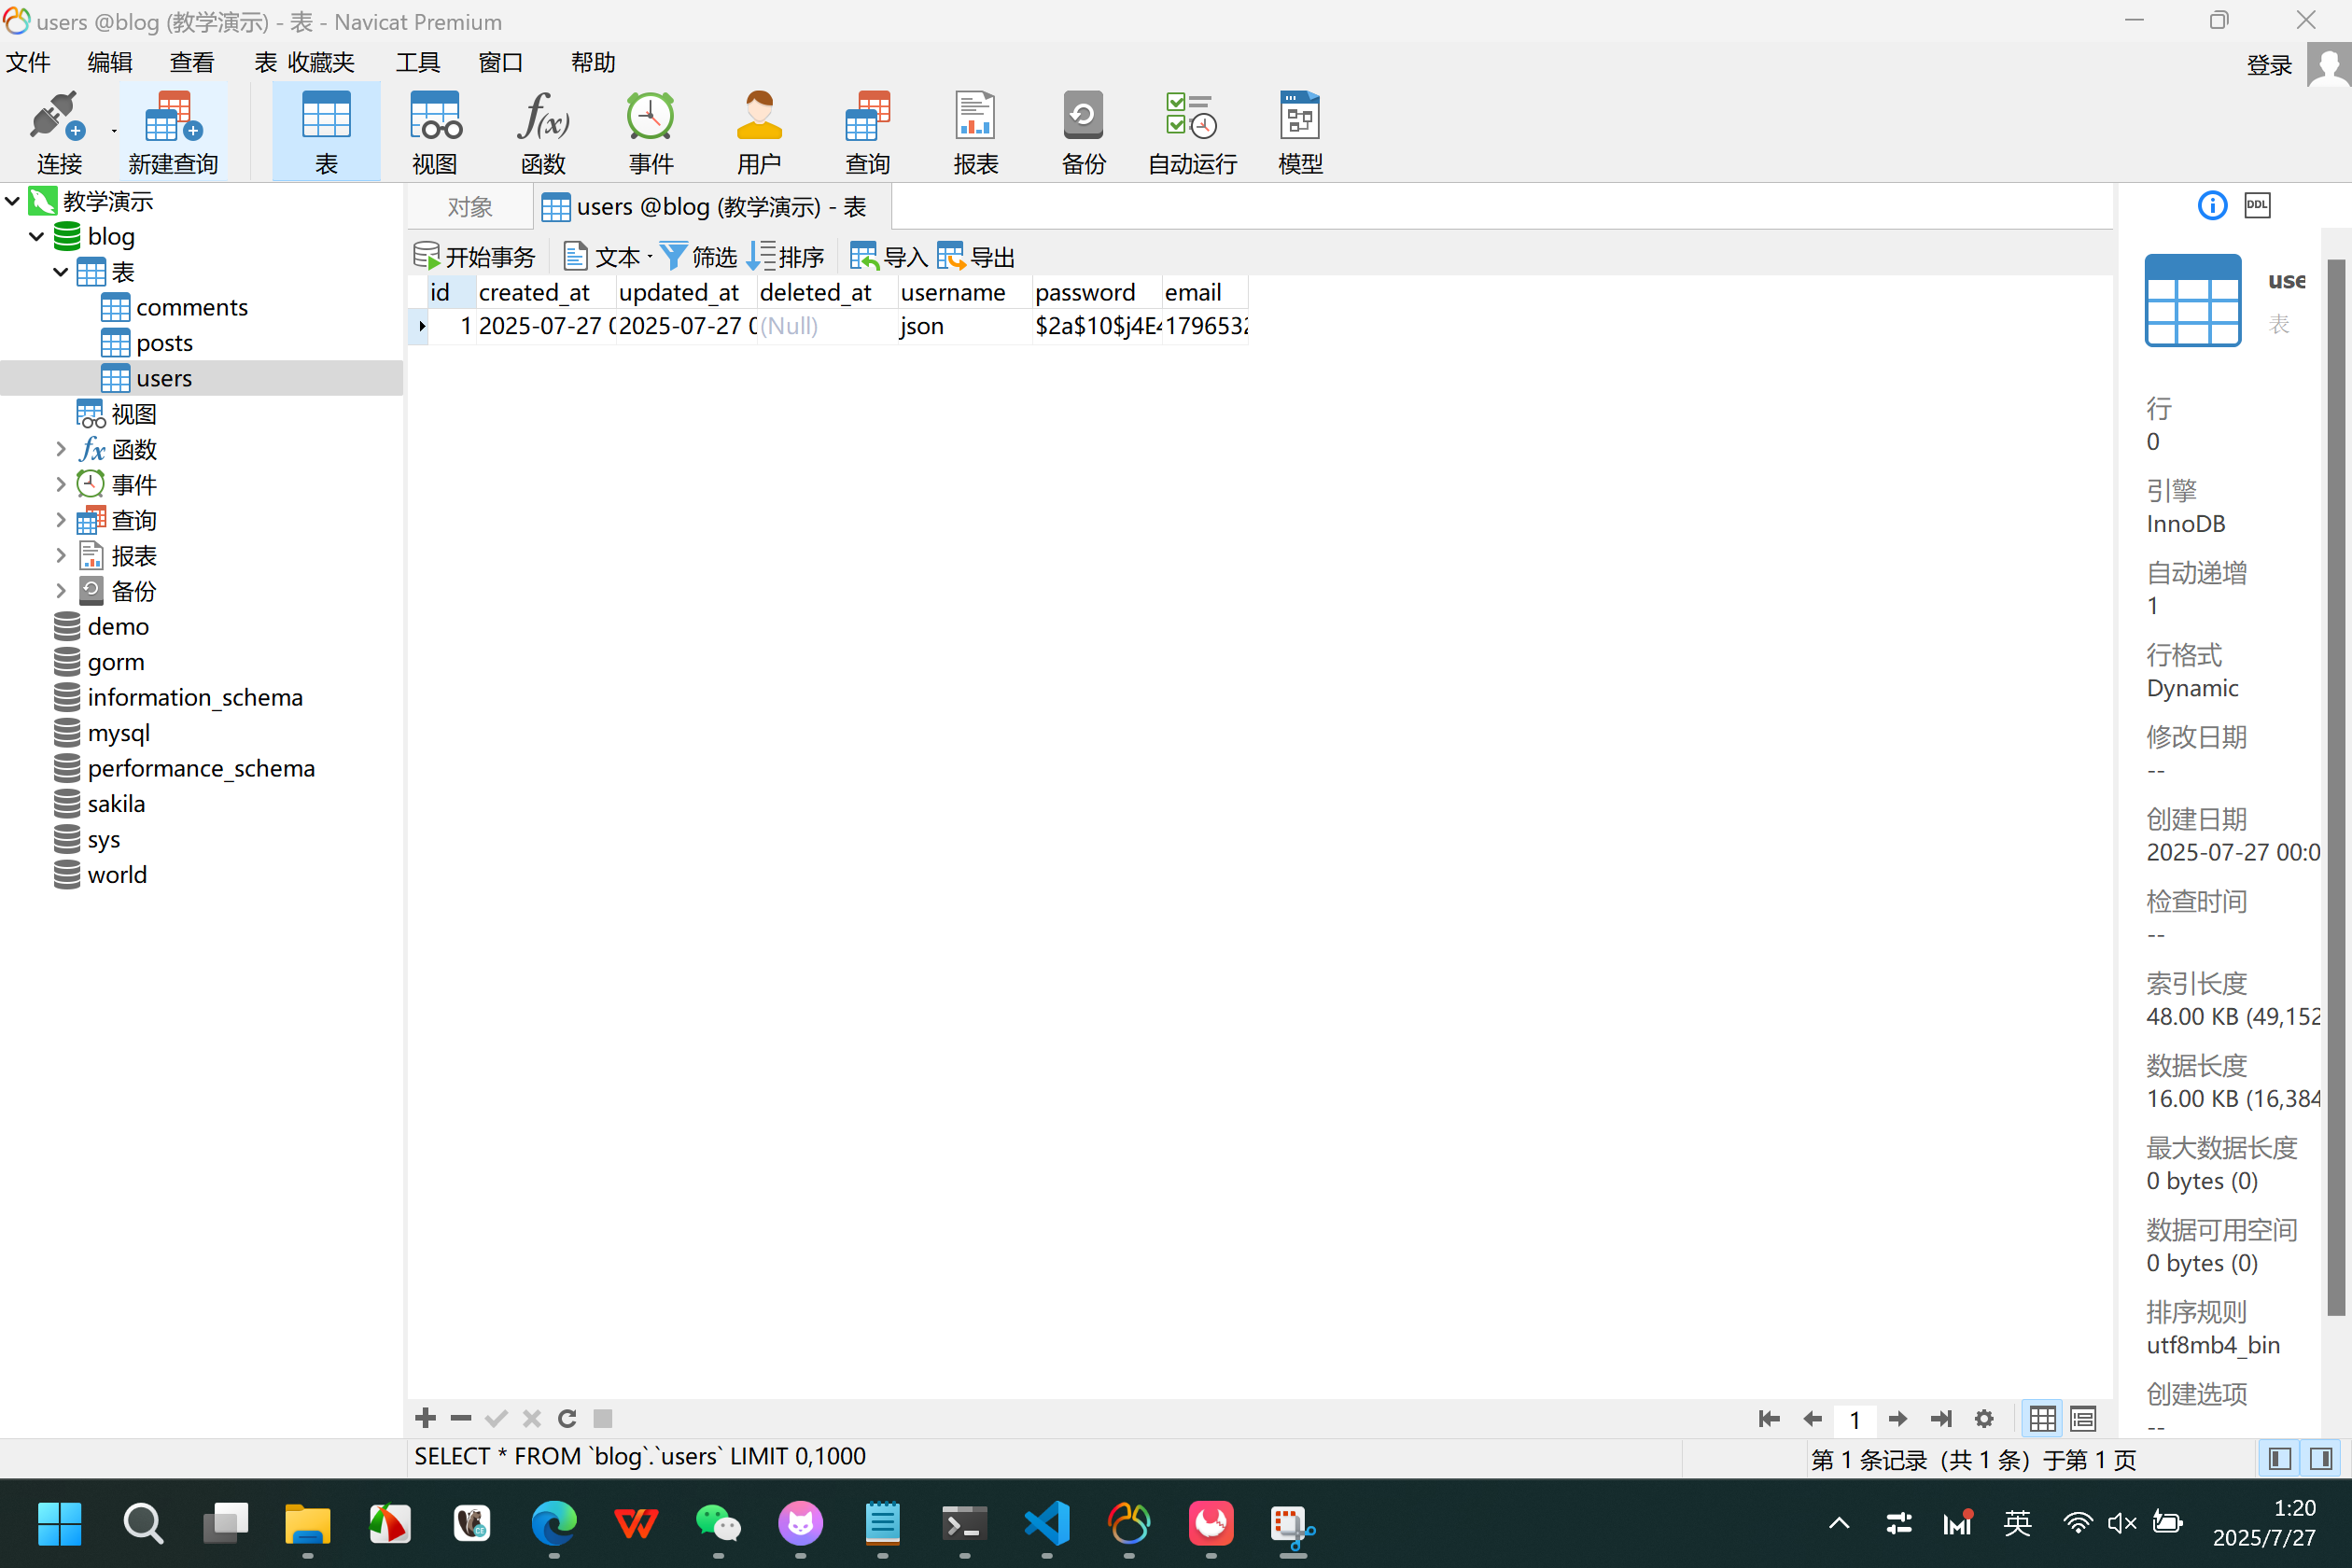 users @blog (教学演示) - 表 - Navicat Premium
文件 编辑 查看 表 收藏夹 工具 窗口 帮助 登录
连接 新建查询 表 视图 函数 事件 用户 查询 报表 备份 自动运行 模型
教学演示
blog
表
comments
posts
users
视图
函数
事件
查询
报表
备份
demo
gorm
information_schema
mysql
performance_schema
sakila
sys
world
对象 users @blog (教学演示) - 表
开始事务 文本 筛选 排序 导入 导出
id created_at updated_at deleted_at username password email
1 2025-07-27 0 2025-07-27 0 (Null) json $2a$10$j4E4 1796532
DDL
use
表
行
0
引擎
InnoDB
自动递增
1
行格式
Dynamic
修改日期
--
创建日期
2025-07-27 00:0
检查时间
--
索引长度
48.00 KB (49,152
数据长度
16.00 KB (16,384
最大数据长度
0 bytes (0)
数据可用空间
0 bytes (0)
排序规则
utf8mb4_bin
创建选项
--
1
SELECT * FROM `blog`.`users` LIMIT 0,1000
第 1 条记录 (共 1 条) 于第 1 页
英
1:20
2025/7/27